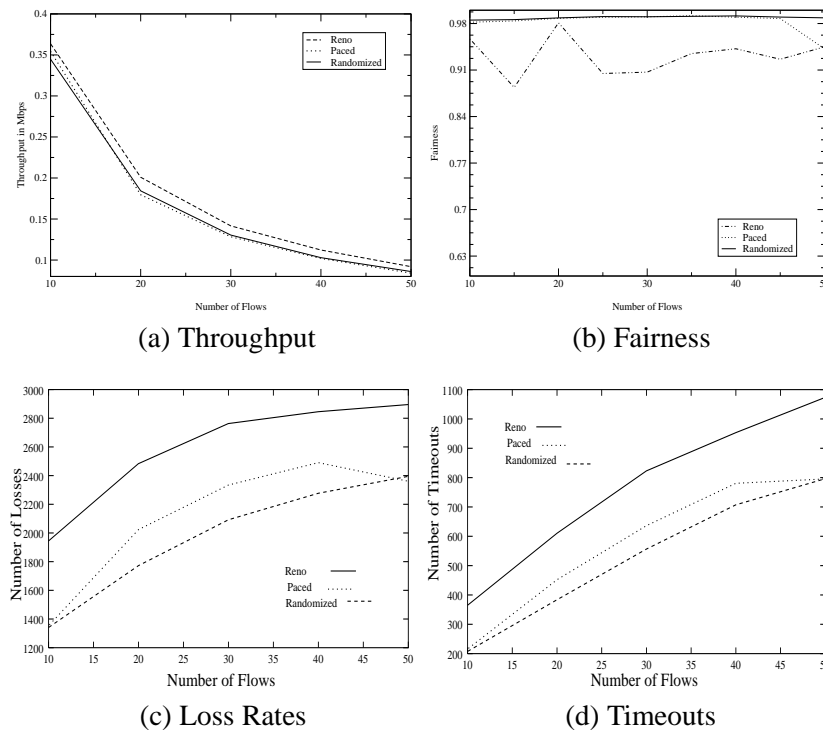 0.4
0.35
0.3
0.25
0.2
0.15
0.1
Throughput in Mbps
Reno
Paced
Randomized
10 20 30 40 50
Number of Flows
(a) Throughput
0.98
0.91
0.84
0.77
0.7
0.63
Fairness
Reno
Paced
Randomized
10 20 30 40 5
Number of Flows
(b) Fairness
3000
2800
2600
2400
2200
2000
1800
1600
1400
1200
Number of Losses
Reno
Paced
Randomized
10 15 20 25 30 35 40 45 50
Number of Flows
(c) Loss Rates
1100
1000
900
800
700
600
500
400
300
200
Number of Timeouts
Reno
Paced
Randomized
10 15 20 25 30 35 40 45 50
Number of Flows
(d) Timeouts